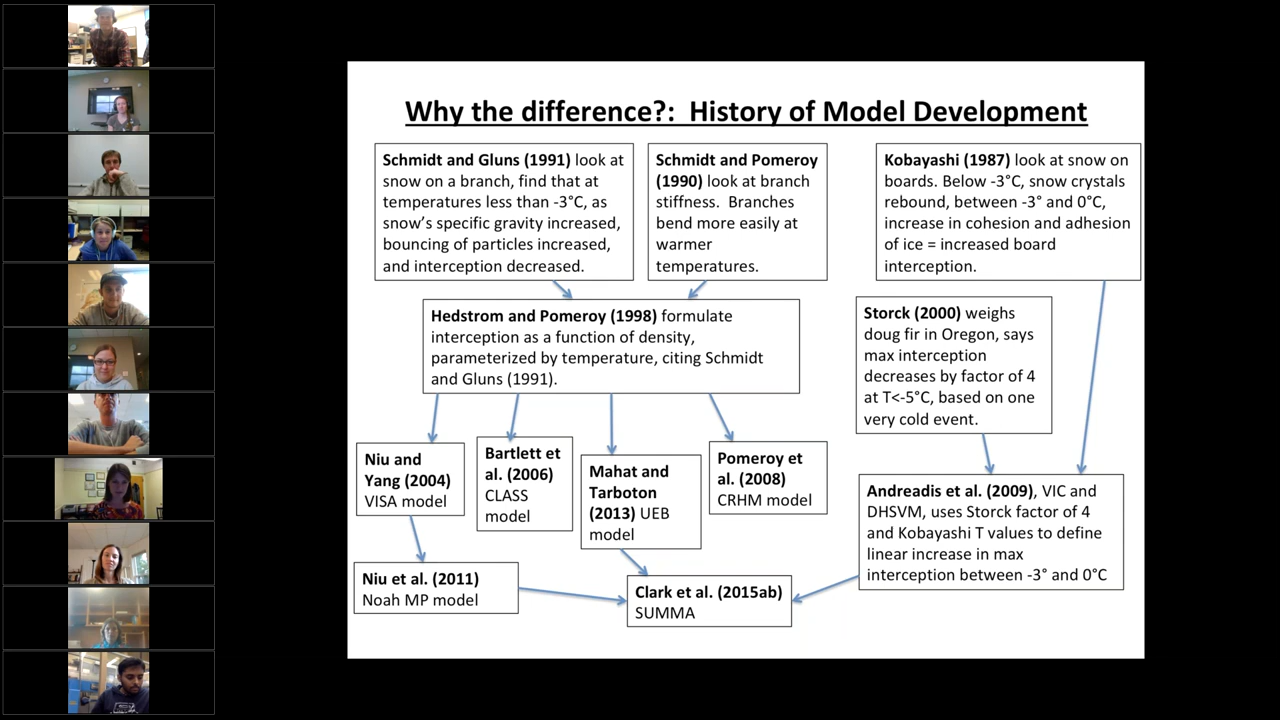 Why the difference?:  History of Model Development
Schmidt and Gluns (1991) look at
snow on a branch, find that at
temperatures less than -3°C, as
snow's specific gravity increased,
bouncing of particles increased,
and interception decreased.
Schmidt and Pomeroy
(1990) look at branch
stiffness.  Branches
bend more easily at
warmer
temperatures.
Kobayashi (1987) look at snow on
boards. Below -3°C, snow crystals
rebound, between -3° and 0°C,
increase in cohesion and adhesion
of ice = increased board
interception.
Hedstrom and Pomeroy (1998) formulate
interception as a function of density,
parameterized by temperature, citing Schmidt
and Gluns (1991).
Storck (2000) weighs
doug fir in Oregon, says
max interception
decreases by factor of 4
at T<-5°C, based on one
very cold event.
Niu and
Yang (2004)
VISA model
Bartlett et
al. (2006)
CLASS
model
Mahat and
Tarboton
(2013) UEB
model
Pomeroy et
al. (2008)
CRHM model
Andreadis et al. (2009), VIC and
DHSVM, uses Storck factor of 4
and Kobayashi T values to define
linear increase in max
interception between -3° and 0°C
Niu et al. (2011)
Noah MP model
Clark et al. (2015ab)
SUMMA